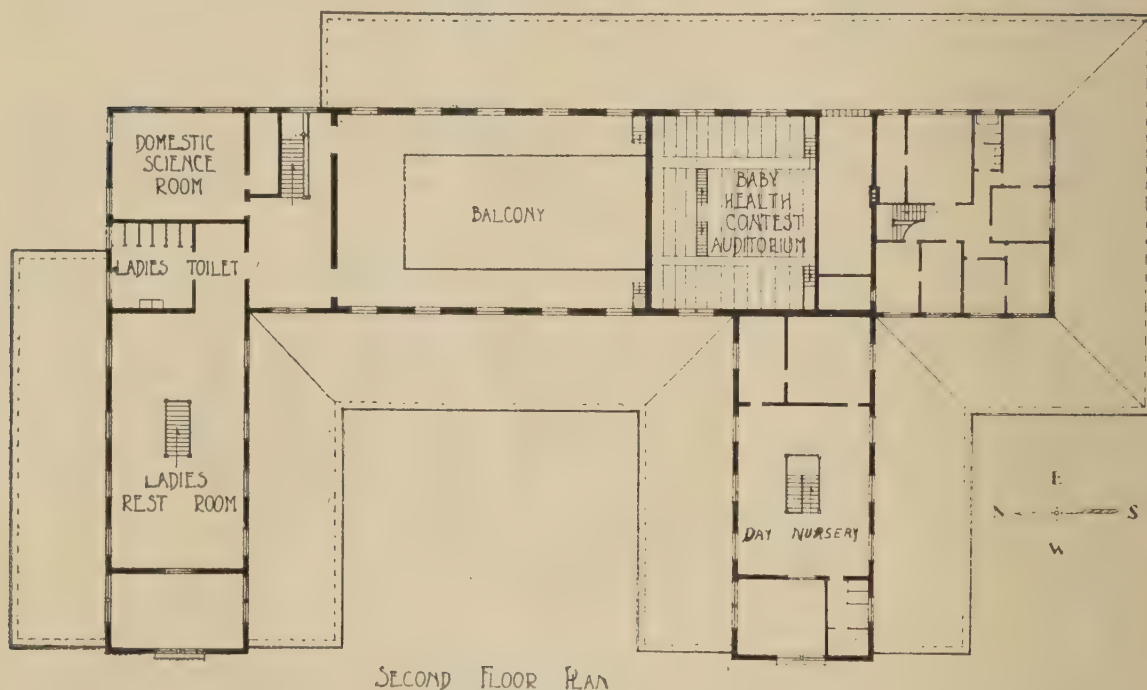 DOMESTIC
SCIENCE
ROOM
BALCONY
BABY
HEALTH
CONTEST
AUDITORIUM
LADIES TOILET
LADIES
REST ROOM
DAY NURSERY
E
N
S
W
SECOND FLOOR PLAN